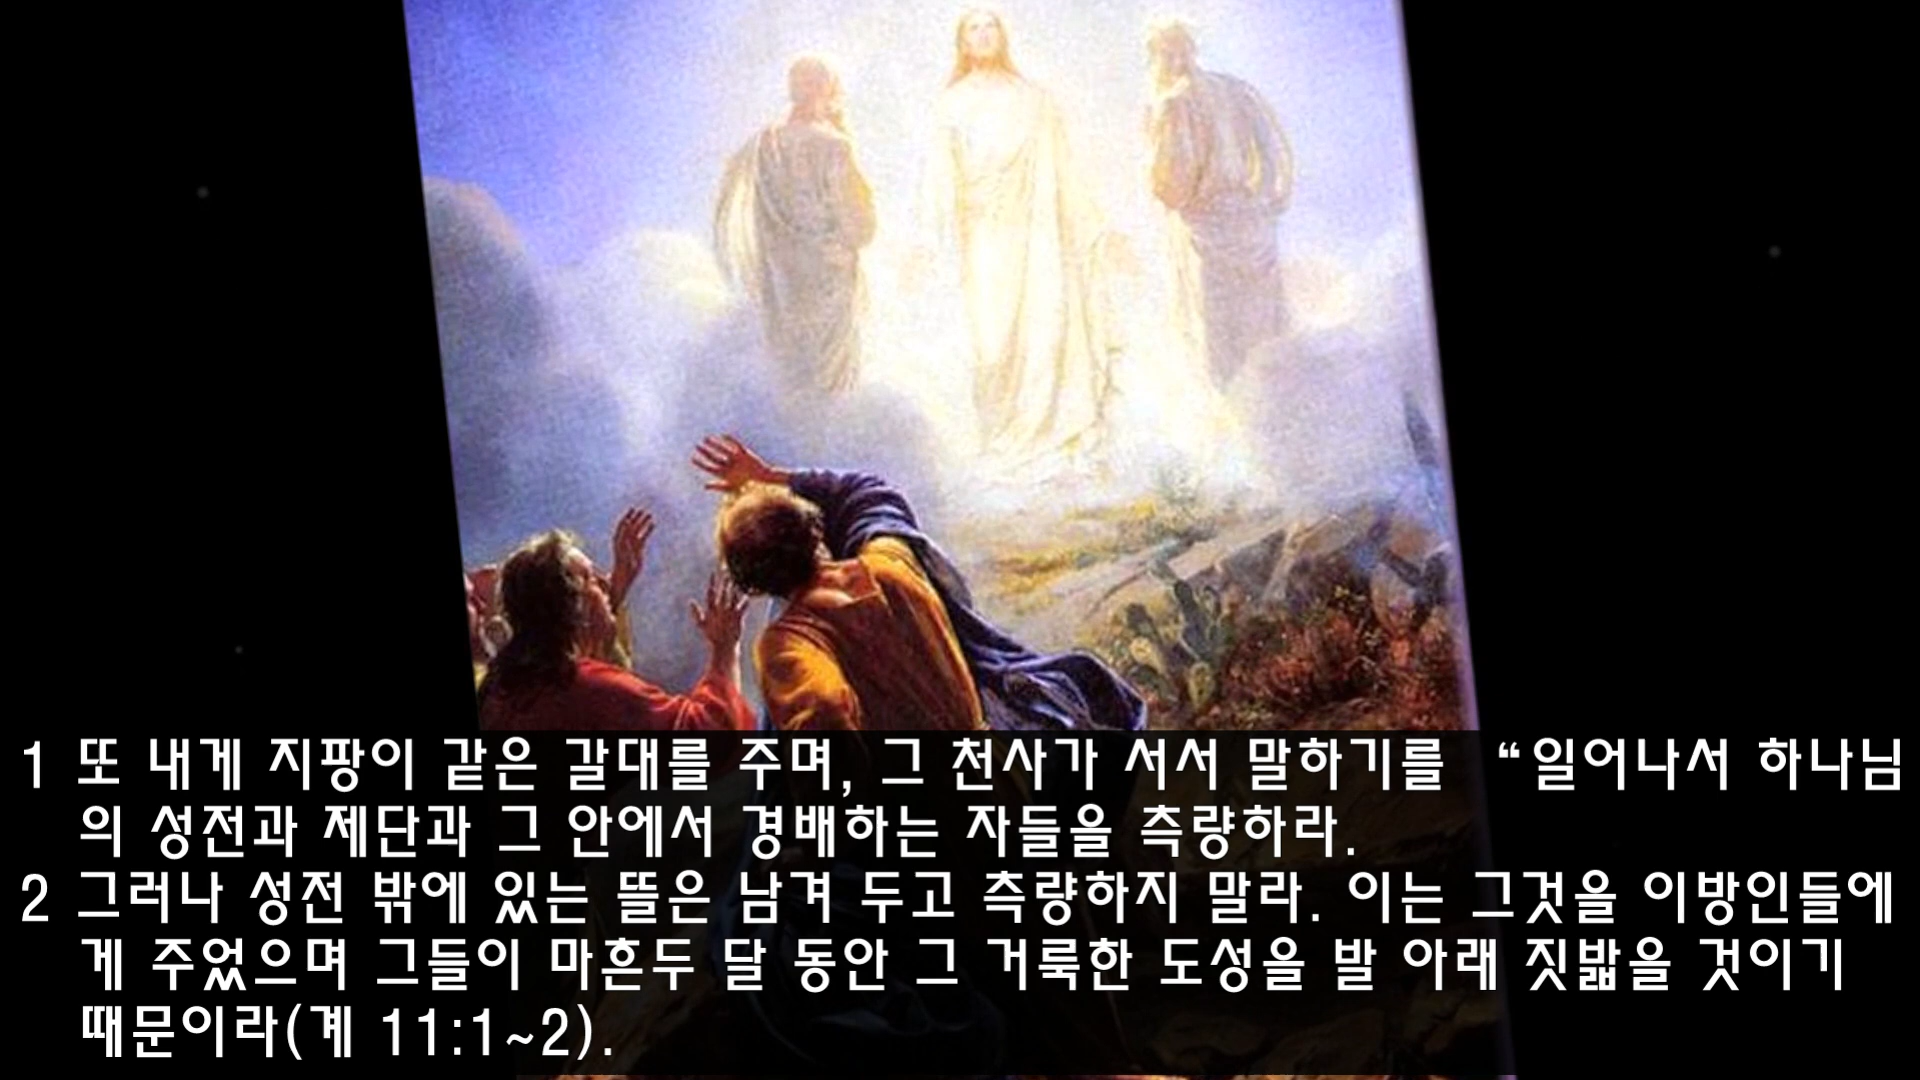 1 또 내게 지팡이 같은 갈대를 주며, 그 천사가 서서 말하기를 “일어나서 하나님
의 성전과 제단과 그 안에서 경배하는 자들을 측량하라.
2 그러나 성전 밖에 있는 뜰은 남겨 두고 측량하지 말라. 이는 그것을 이방인들에
게 주었으며 그들이 마흔두 달 동안 그 거룩한 도성을 발 아래 짓밟을 것이기
때문이라(계 11:1~2).